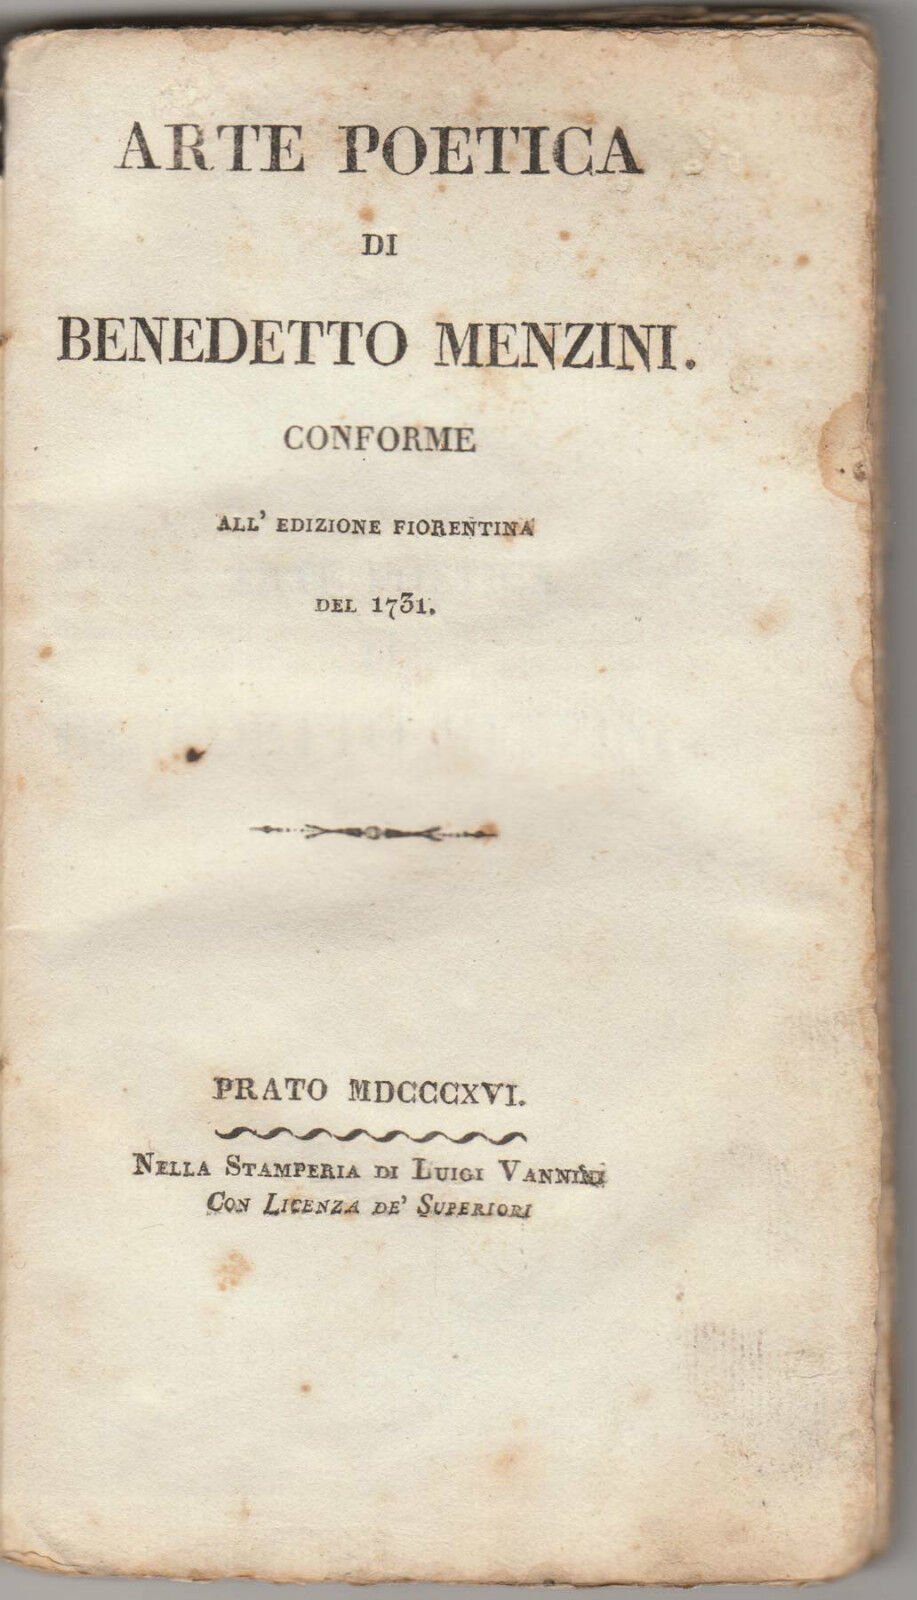 ARTE POETICA
DI
BENEDETTO MENZINI.
CONFORME
ALL' EDIZIONE FIORENTINA
DEL 1731.
PRATO MDCCCXVI.
NELLA STAMPERIA DI LUIGI VANNINI
CON LICENZA DE' SUPERIORI